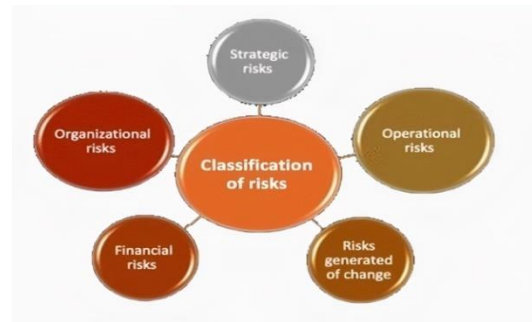 Strategic
risks
Organizational
risks
Operational
risks
Classification
of risks
Financial
risks
Risks
generated
of change